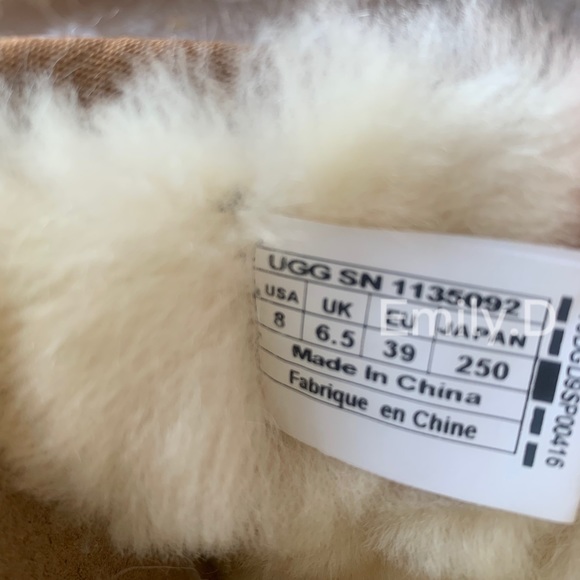 UGG SN 1135092
USA UK EU JAPAN
8 6.5 39 250
Made In China
Fabrique en Chine
Emily.D